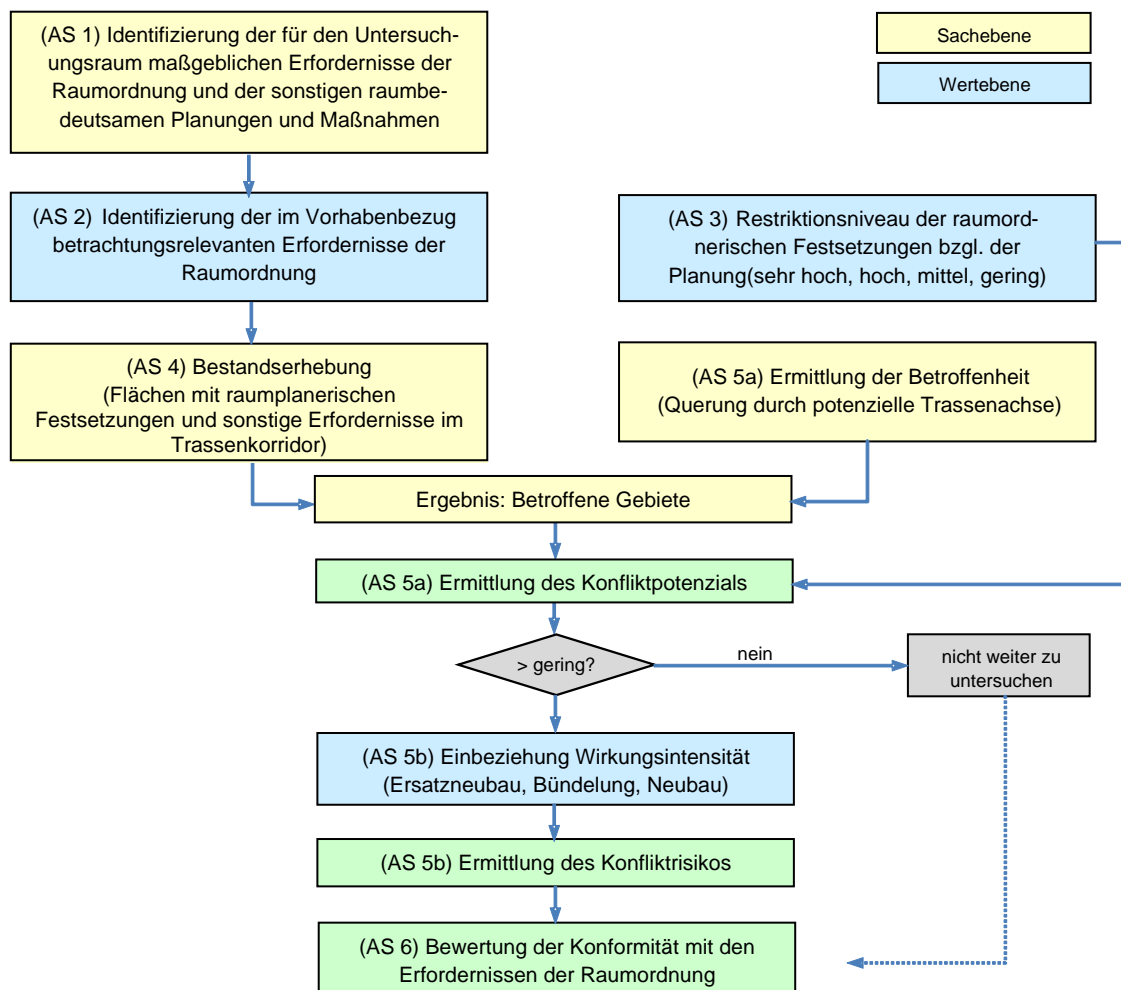 (AS 1) Identifizierung der für den Untersuch-
ungsraum maßgeblichen Erfordernisse der
Raumordnung und der sonstigen raumbe-
deutsamen Planungen und Maßnahmen
Sachebene
Wertebene
(AS 2) Identifizierung der im Vorhabenbezug
betrachtungsrelevanten Erfordernisse der
Raumordnung
(AS 3) Restriktionsniveau der raumord-
nerischen Festsetzungen bzgl. der
Planung(sehr hoch, hoch, mittel, gering)
(AS 4) Bestandserhebung
(Flächen mit raumplanerischen
Festsetzungen und sonstige Erfordernisse im
Trassenkorridor)
(AS 5a) Ermittlung der Betroffenheit
(Querung durch potenzielle Trassenachse)
Ergebnis: Betroffene Gebiete
(AS 5a) Ermittlung des Konfliktpotenzials
> gering?
nein
nicht weiter zu
untersuchen
(AS 5b) Einbeziehung Wirkungsintensität
(Ersatzneubau, Bündelung, Neubau)
(AS 5b) Ermittlung des Konfliktrisikos
(AS 6) Bewertung der Konformität mit den
Erfordernissen der Raumordnung